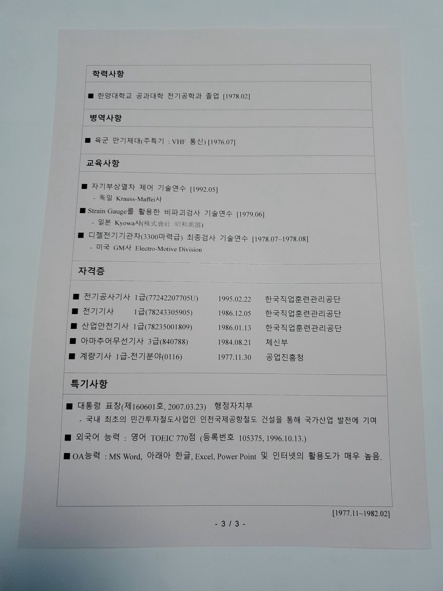 학력사항
■ 한양대학교 공과대학 전기공학과 졸업 [1978.02]
병역사항
■ 육군 만기제대(주특기 : VHF 통신) [1976.07]
교육사항
■ 자기부상열차 제어 기술연수 [1992.05]
- 독일 Krauss-Maffei사
■ Strain Gauge를 활용한 비파괴검사 기술연수 [1979.06]
- 일본 Kyowa사(株式會社
■ 디젤전기기관차(3300마력급) 최종검사 기술연수 [1978.07~1978.08]
- 미국 GM사 Electro-Motive Division
자격증
■ 전기공사기사 1급(77242207705U) 1995.02.22 한국직업훈련관리공단
■ 전기기사 1급(78243305905) 1986.12.05 한국직업훈련관리공단
■ 산업안전기사 1급(78235001809) 1986.01.13 한국직업훈련관리공단
■ 아마추어무선기사 3급(840788) 1984.08.21 체신부
■ 계량기사 1급-전기분야(0116) 1977.11.30 공업진흥청
특기사항
■ 대통령 표창(제160601호, 2007.03.23) 행정자치부
- 국내 최초의 민간투자철도사업인 인천국제공항철도 건설을 통해 국가산업 발전에 기여
■ 외국어 능력 : 영어 TOEIC 770점 (등록번호 105375, 1996.10.13.)
■ OA능력 : MS Word, 아래아 한글, Excel, Power Point 및 인터넷의 활용도가 매우 높음.
[1977.11~1982.02]
- 3 / 3 -